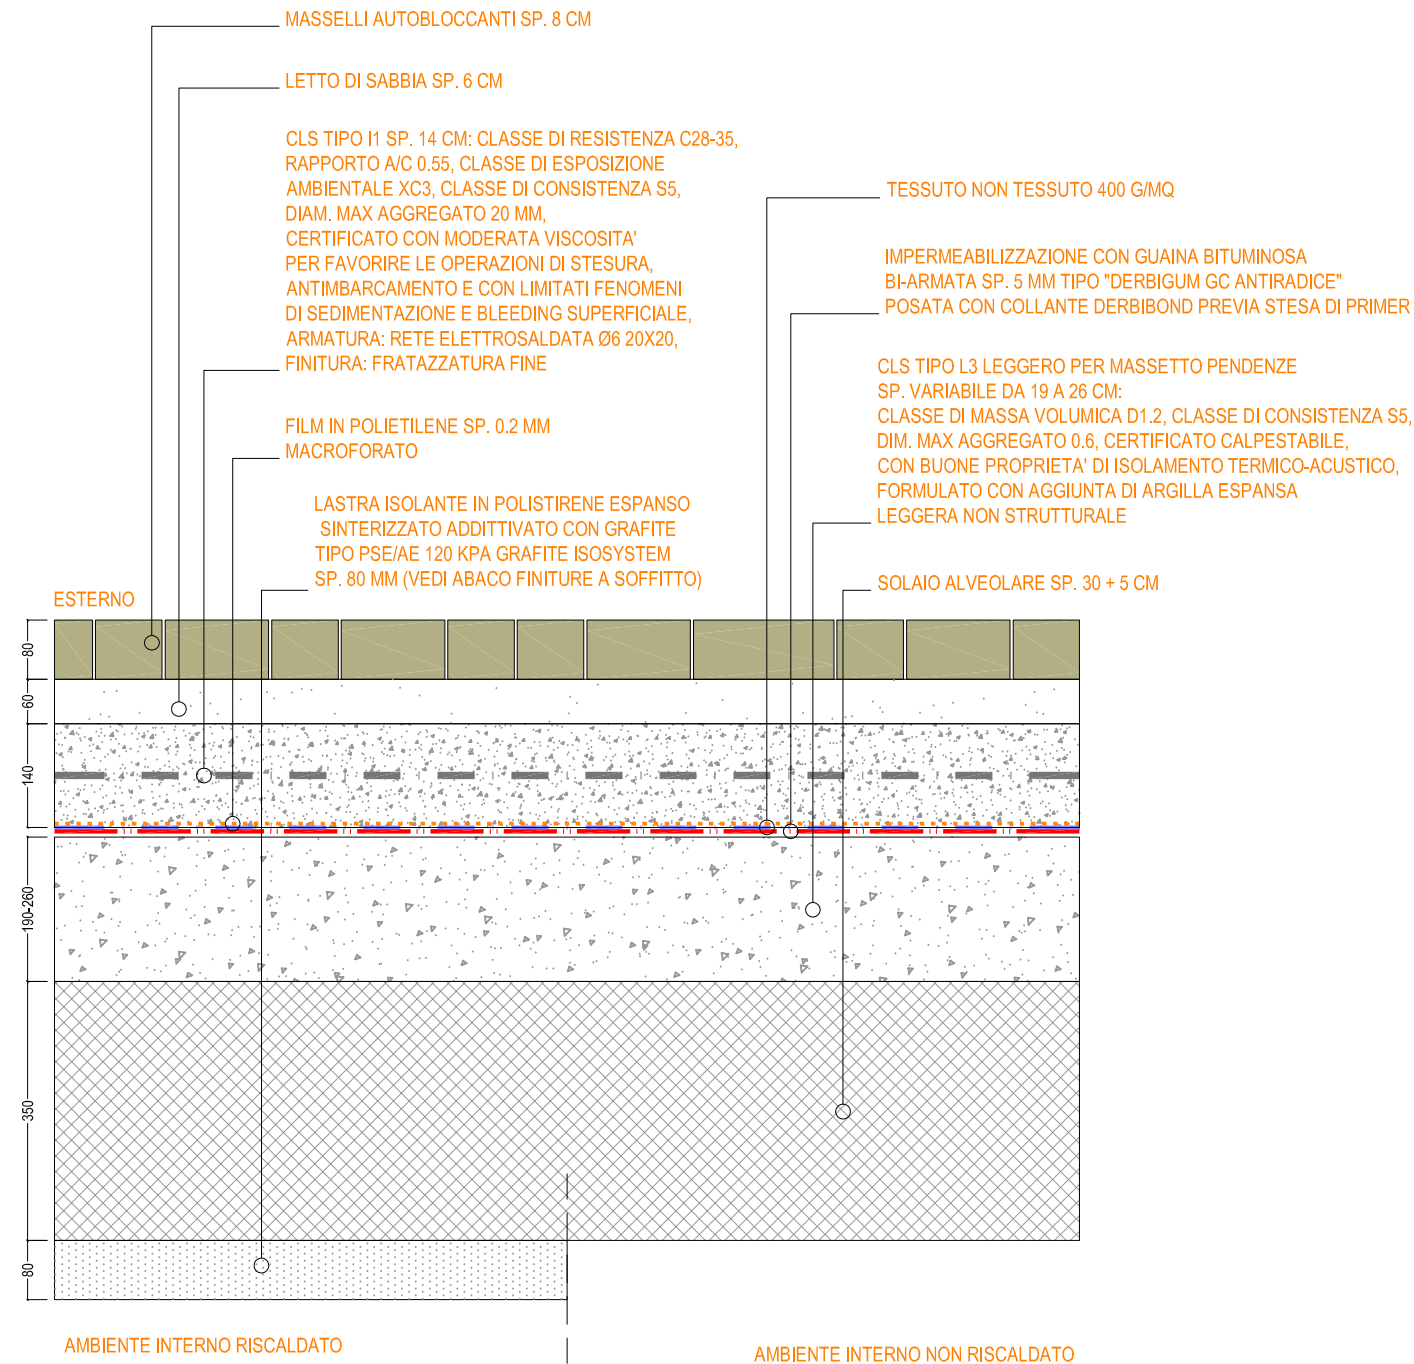 MASSELLI AUTOBLOCCANTI SP. 8 CM
LETTO DI SABBIA SP. 6 CM
CLS TIPO I1 SP. 14 CM: CLASSE DI RESISTENZA C28-35,
RAPPORTO A/C 0.55, CLASSE DI ESPOSIZIONE
AMBIENTALE XC3, CLASSE DI CONSISTENZA S5,
DIAM. MAX AGGREGATO 20 MM,
CERTIFICATO CON MODERATA VISCOSITA'
PER FAVORIRE LE OPERAZIONI DI STESURA,
ANTIMBARCAMENTO E CON LIMITATI FENOMENI
DI SEDIMENTAZIONE E BLEEDING SUPERFICIALE,
ARMATURA: RETE ELETTROSALDATA Ø6 20X20,
FINITURA: FRATAZZATURA FINE
FILM IN POLIETILENE SP. 0.2 MM
MACROFORATO
LASTRA ISOLANTE IN POLISTIRENE ESPANSO
SINTERIZZATO ADDITTIVATO CON GRAFITE
TIPO PSE/AE 120 KPA GRAFITE ISOSYSTEM
SP. 80 MM (VEDI ABACO FINITURE A SOFFITTO)
TESSUTO NON TESSUTO 400 G/MQ
IMPERMEABILIZZAZIONE CON GUAINA BITUMINOSA
BI-ARMATA SP. 5 MM TIPO "DERBIGUM GC ANTIRADICE"
POSATA CON COLLANTE DERBIBOND PREVIA STESA DI PRIMER
CLS TIPO L3 LEGGERO PER MASSETTO PENDENZE
SP. VARIABILE DA 19 A 26 CM:
CLASSE DI MASSA VOLUMICA D1.2, CLASSE DI CONSISTENZA S5,
DIM. MAX AGGREGATO 0.6, CERTIFICATO CALPESTABILE,
CON BUONE PROPRIETA' DI ISOLAMENTO TERMICO-ACUSTICO,
FORMULATO CON AGGIUNTA DI ARGILLA ESPANSA
LEGGERA NON STRUTTURALE
SOLAIO ALVEOLARE SP. 30 + 5 CM
ESTERNO
80
60
140
190-260
350
80
AMBIENTE INTERNO RISCALDATO
AMBIENTE INTERNO NON RISCALDATO